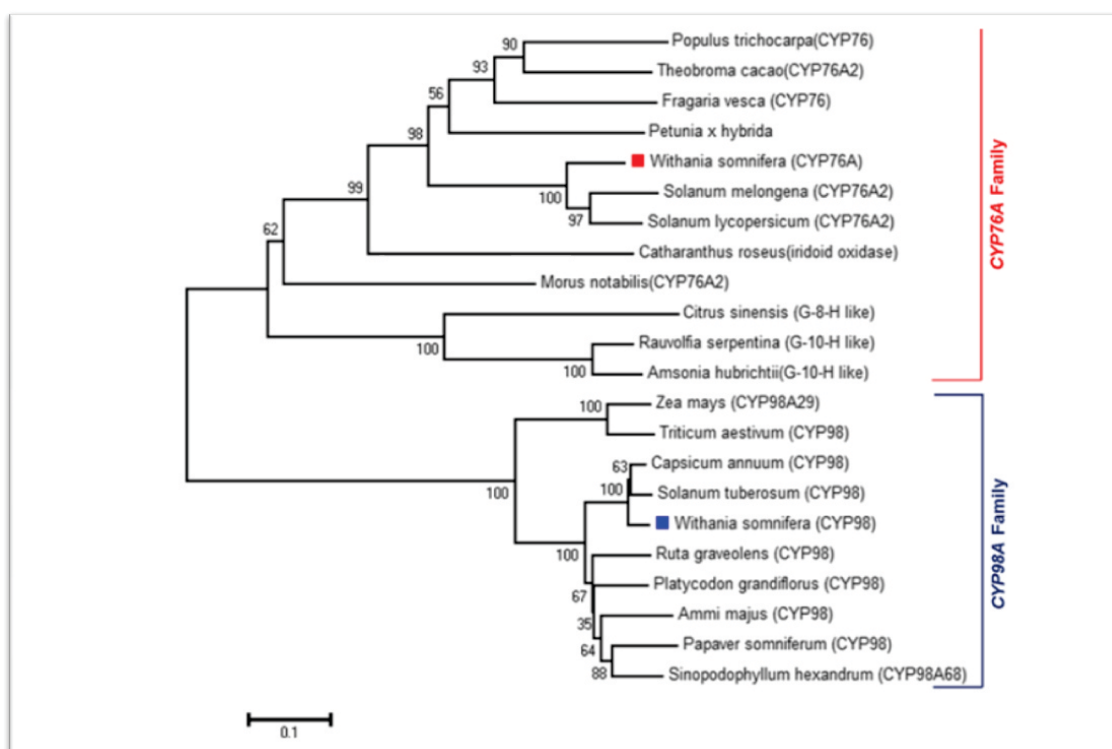 90
Populus trichocarpa(CYP76)
93
Theobroma cacao(CYP76A2)
56
Fragaria vesca (CYP76)
98
Petunia x hybrida
Withania somnifera (CYP76A)
99
100
Solanum melongena (CYP76A2)
97
Solanum lycopersicum (CYP76A2)
62
Catharanthus roseus(iridoid oxidase)
Morus notabilis(CYP76A2)
Citrus sinensis (G-8-H like)
100
Rauvolfia serpentina (G-10-H like)
100
Amsonia hubrichtii(G-10-H like)
CYP76A Family
100
Zea mays (CYP98A29)
Triticum aestivum (CYP98)
63
Capsicum annuum (CYP98)
100
100
Solanum tuberosum (CYP98)
Withania somnifera (CYP98)
100
Ruta graveolens (CYP98)
67
Platycodon grandiflorus (CYP98)
35
Ammi majus (CYP98)
64
Papaver somniferum (CYP98)
88
Sinopodophyllum hexandrum (CYP98A68)
CYP98A Family
0.1